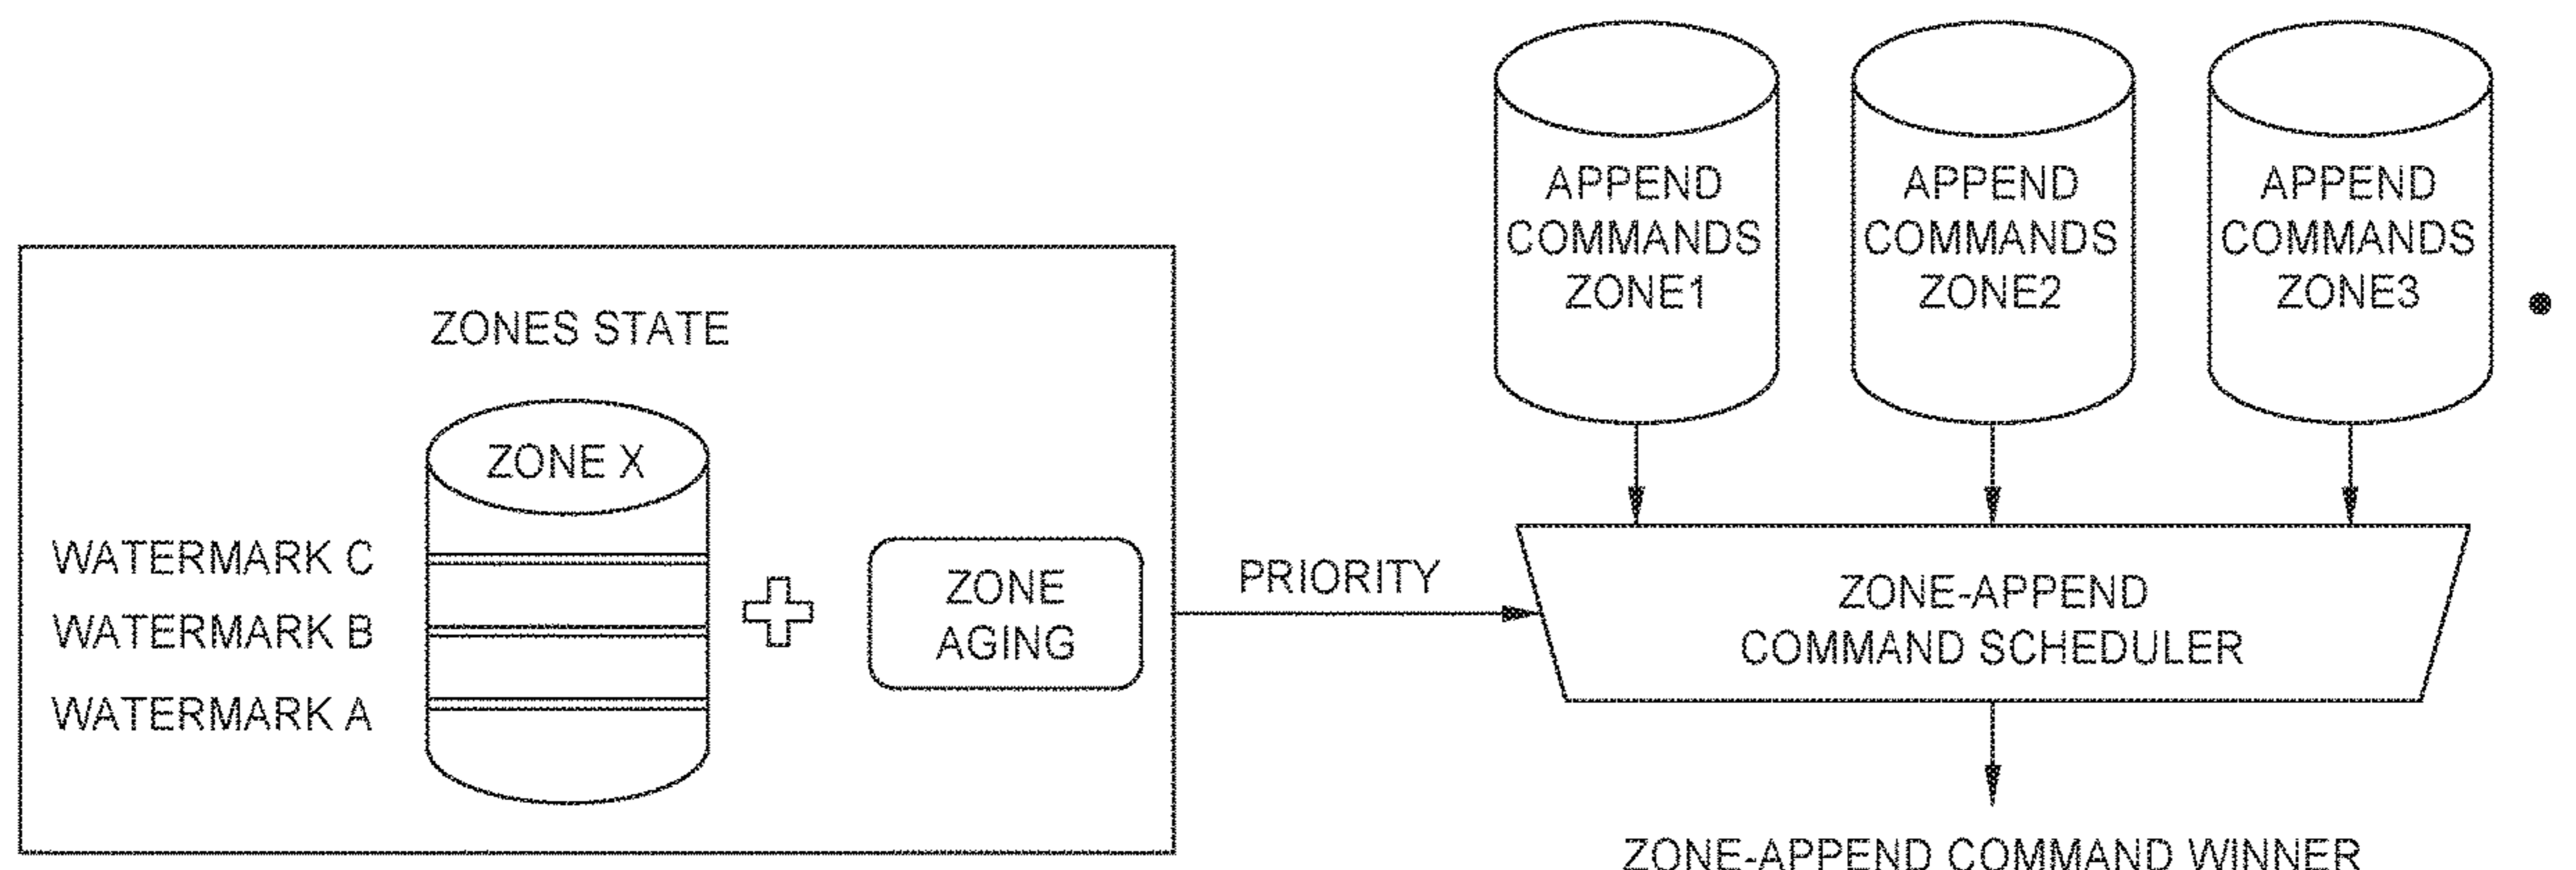 APPEND
COMMANDS
ZONE1
APPEND
COMMANDS
ZONE2
APPEND
COMMANDS
ZONE3
ZONES STATE
ZONE X
WATERMARK C
WATERMARK B
WATERMARK A
ZONE
AGING
PRIORITY
ZONE-APPEND
COMMAND SCHEDULER
ZONE-APPEND COMMAND WINNER